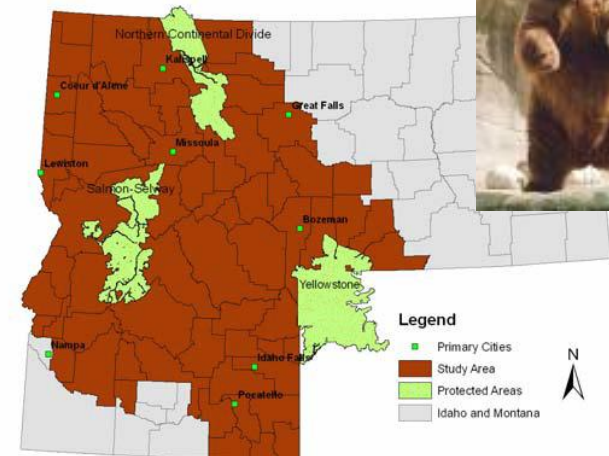 Northern Continental Divide
Kalispell
Coeur d'Alene
Great Falls
Missoula
Lewiston
Salmon-Selway
Bozeman
Yellowstone
Legend
Nampa
Primary Cities
N
Idaho Falls
Study Area
Protected Areas
Pocatello
Idaho and Montana